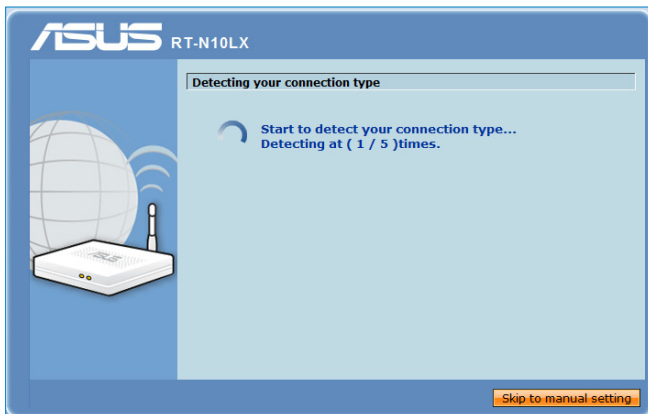 ASUS RT-N10LX
Detecting your connection type
Start to detect your connection type...
Detecting at ( 1 / 5 )times.
ASUS
Skip to manual setting